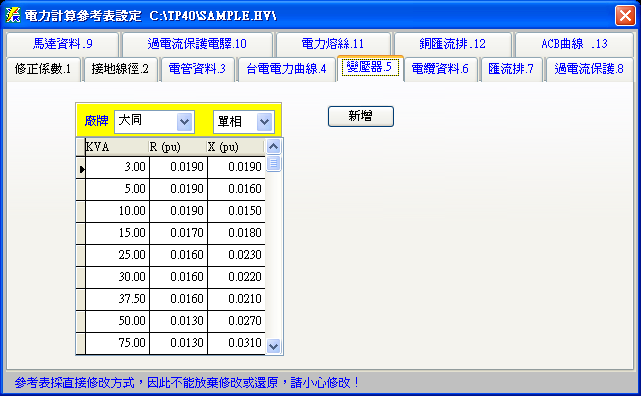 電力計算參考表設定 C:\TP40\SAMPLE.HV\
馬達資料.9 過電流保護電驛.10 電力熔絲.11 銅匯流排.12 ACB曲線 .13
修正係數.1 接地線徑.2 電管資料.3 台電電力曲線.4 變壓器.5 電纜資料.6 匯流排.7 過電流保護.8
廠牌 大同 單相 新增
KVA R (pu) X (pu)
3.00 0.0190 0.0190
5.00 0.0190 0.0160
10.00 0.0190 0.0150
15.00 0.0170 0.0180
25.00 0.0160 0.0230
30.00 0.0160 0.0220
37.50 0.0160 0.0210
50.00 0.0130 0.0270
75.00 0.0130 0.0310
參考表採直接修改方式，因此不能放棄修改或還原，請小心修改！